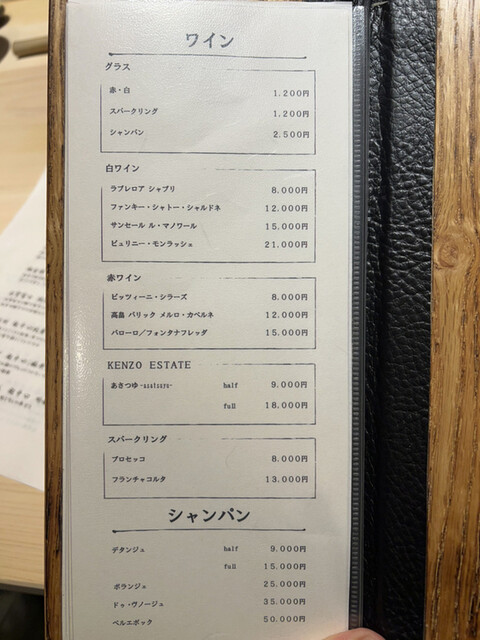 ワイン
グラス
赤・白 1.200円
スパークリング 1.200円
シャンパン 2.500円
白ワイン
ラブレロア シャブリ 8.000円
ファンキー・シャトー・シャルドネ 12.000円
サンセール ル・マノワール 15.000円
ピュリニー・モンラッシェ 21.000円
赤ワイン
ピッツィーニ・シラーズ 8.000円
高畠 バリック メルロ・カベルネ 12.000円
バローロ/フォンタナフレッダ 15.000円
KENZO ESTATE
あさつゆ-asatsuyu- half 9.000円
full 18.000円
スパークリング
プロセッコ 8.000円
フランチャコルタ 13.000円
シャンパン
デタンジュ half 9.000円
full 15.000円
ボランジェ 25.000円
ドゥ・ヴノージュ 35.000円
ベルエポック 50.000円